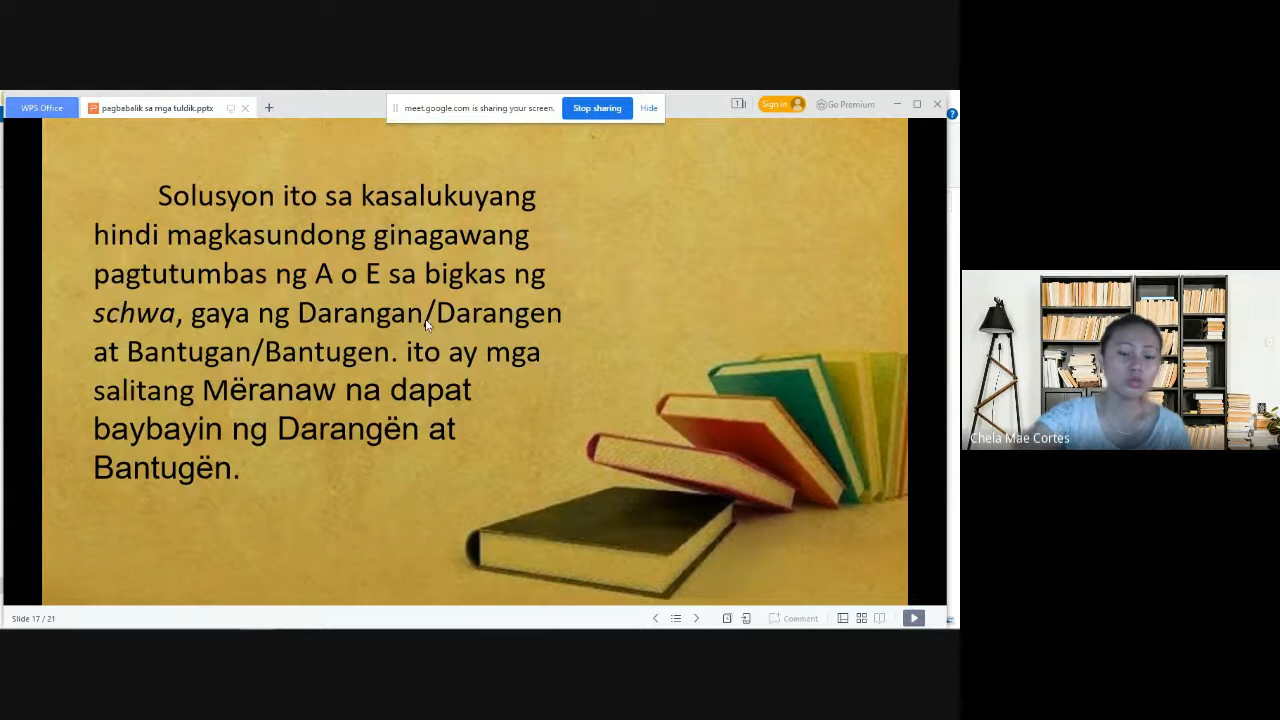 WPS Office
pagbabalik sa mga tuldik.pptx
meet.google.com is sharing your screen.
Stop sharing
Hide
1
Sign in
Go Premium
Solusyon ito sa kasalukuyang
hindi magkasundong ginagawang
pagtutumbas ng A o E sa bigkas ng
schwa, gaya ng Darangan/Darangen
at Bantugan/Bantugen. ito ay mga
salitang Mëranaw na dapat
baybayin ng Darangën at
Bantugën.
Chela Mae Cortes
Slide 17 / 21
Comment